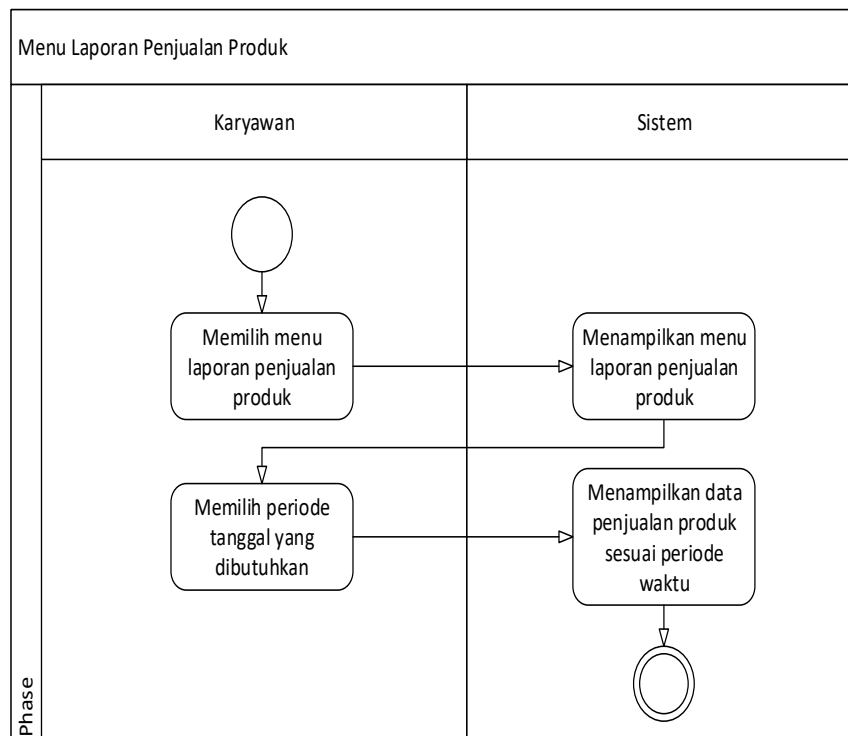 Menu Laporan Penjualan Produk
Karyawan
Sistem
Memilih menu
laporan penjualan
produk
Menampilkan menu
laporan penjualan
produk
Memilih periode
tanggal yang
dibutuhkan
Menampilkan data
penjualan produk
sesuai periode
waktu
Phase